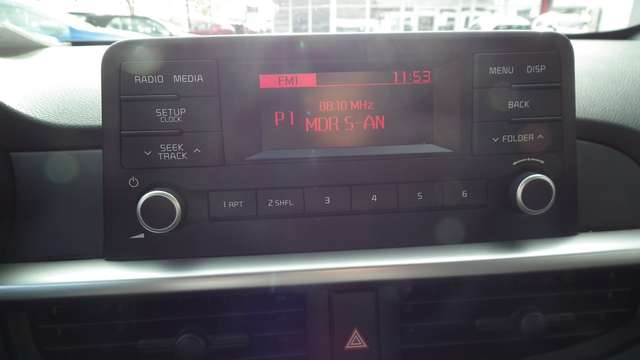 RADIO MEDIA
SETUP
CLOCK
SEEK
TRACK
FM1 11:53
88.10 MHz
P1 MDR S-AN
MENU DISP
BACK
FOLDER
1 RPT 2 SHFL 3 4 5 6